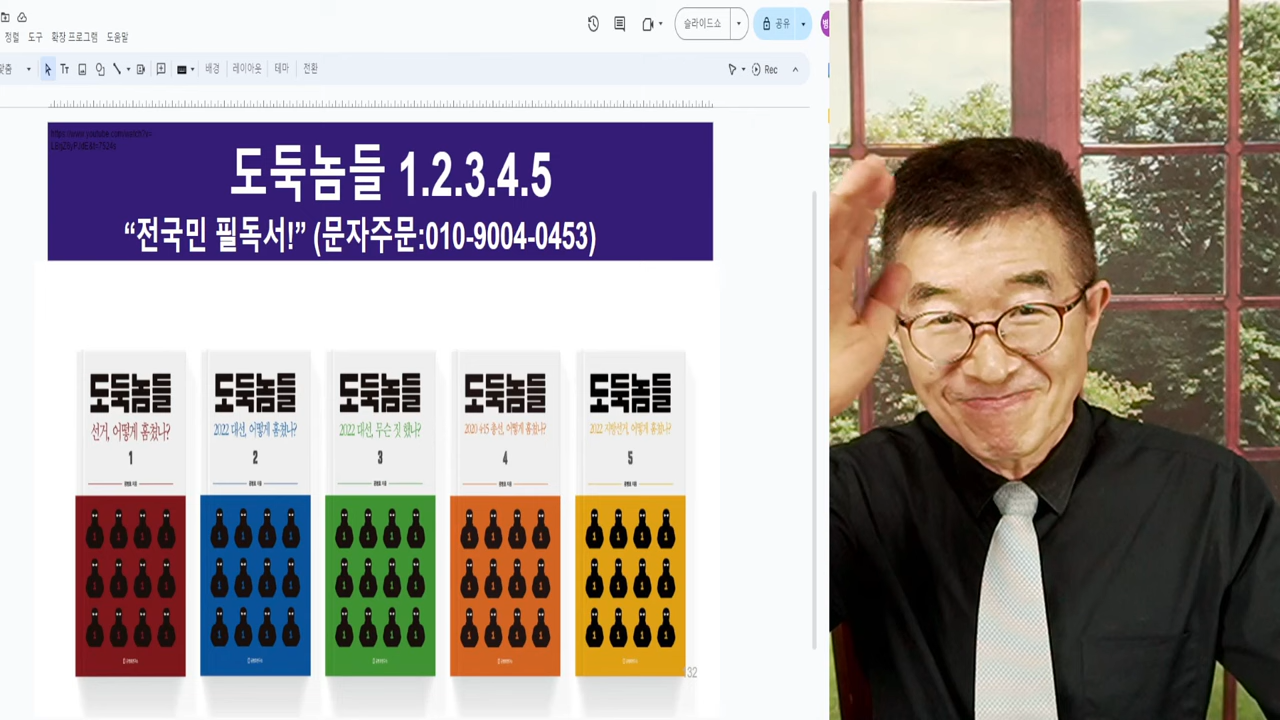 정렬 도구 확장 프로그램 도움말
슬라이드쇼
공유
배경 레이아웃 테마 전환
Rec
도둑놈들 1.2.3.4.5
“전국민 필독서!” (문자주문:010-9004-0453)
도둑놈들
선거, 어떻게 훔쳤나?
1
도둑놈들
2022 대선, 어떻게 훔쳤나?
2
도둑놈들
2022 대선, 무슨 짓 했나?
3
도둑놈들
2020 4·15 총선, 어떻게 훔쳤나?
4
도둑놈들
2022 지방선거, 어떻게 훔쳤나?
5
32